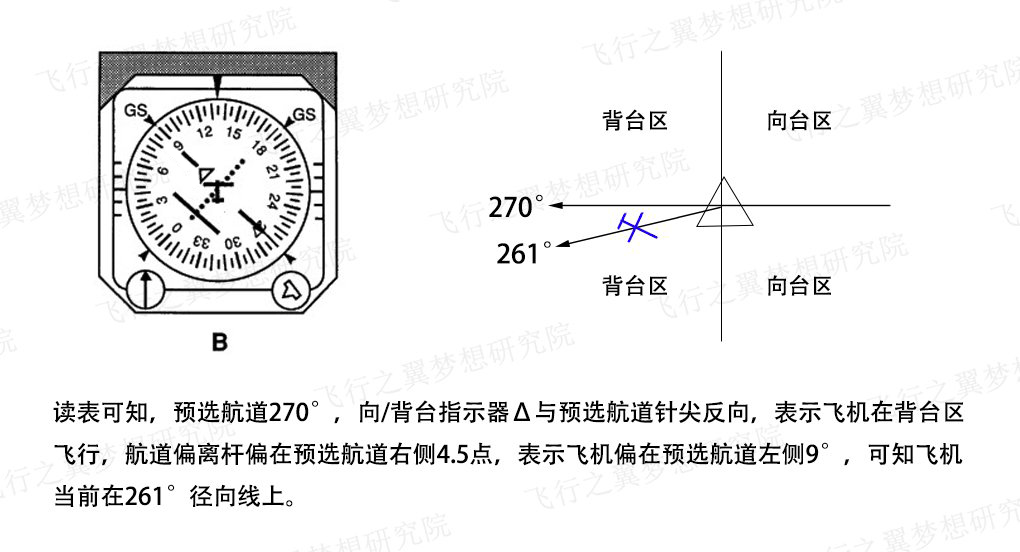 GS
GS
0
3
6
9
12
15
18
21
24
30
33
B
背台区
向台区
270°
261°
背台区
向台区
读表可知，预选航道270°，向/背台指示器Δ与预选航道针尖反向，表示飞机在背台区
飞行，航道偏离杆偏在预选航道右侧4.5点，表示飞机偏在预选航道左侧9°，可知飞机
当前在261°径向线上。
飞行之翼梦想研究院